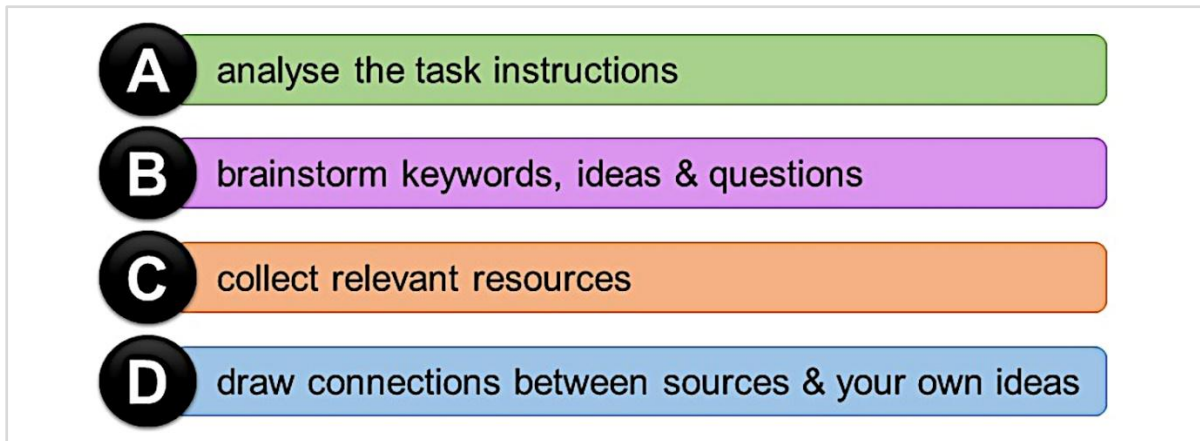 A analyse the task instructions
B brainstorm keywords, ideas & questions
C collect relevant resources
D draw connections between sources & your own ideas